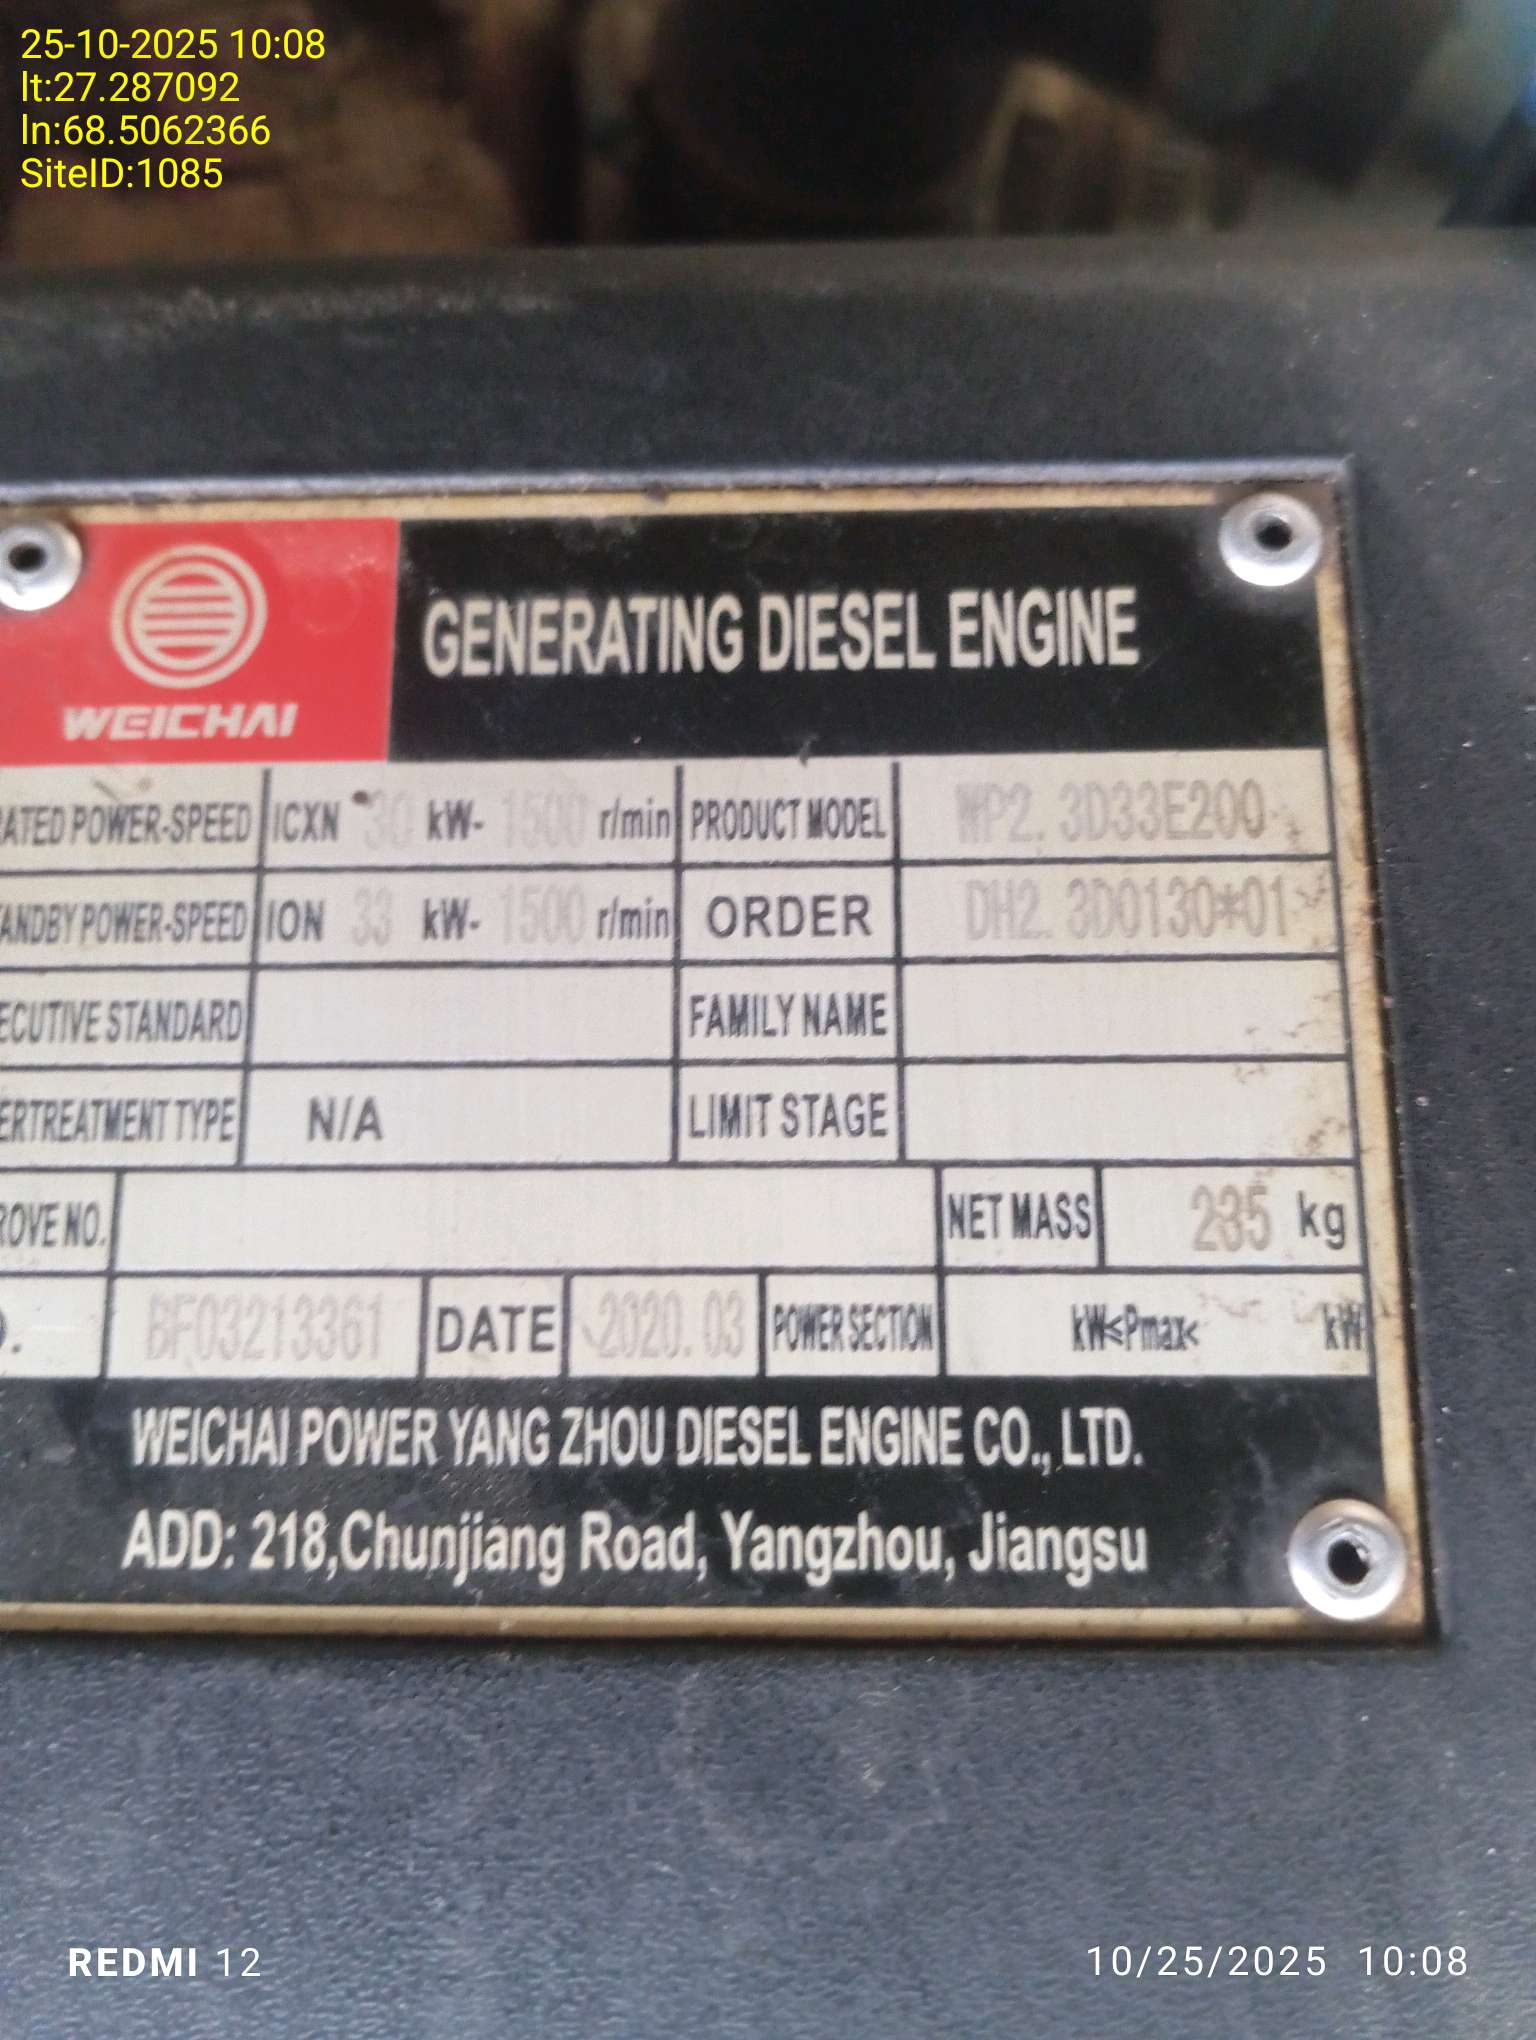 25-10-2025 10:08
lt:27.287092
ln:68.5062366
SiteID:1085
WEICHAI
GENERATING DIESEL ENGINE
RATED POWER-SPEED ICXN 30 kW- 1500 r/min PRODUCT MODEL WP2.3D33E200
ANDBY POWER-SPEED ION 33 kW- 1500 r/min ORDER DH2.3D0130*01
ECUTIVE STANDARD FAMILY NAME
ERTREATMENT TYPE N/A LIMIT STAGE
ROVE NO. NET MASS 235 kg
. BF03213361 DATE 2020.03 POWER SECTION kW≤Pmax< kW
WEICHAI POWER YANG ZHOU DIESEL ENGINE CO., LTD.
ADD: 218,Chunjiang Road, Yangzhou, Jiangsu
REDMI 12
10/25/2025 10:08